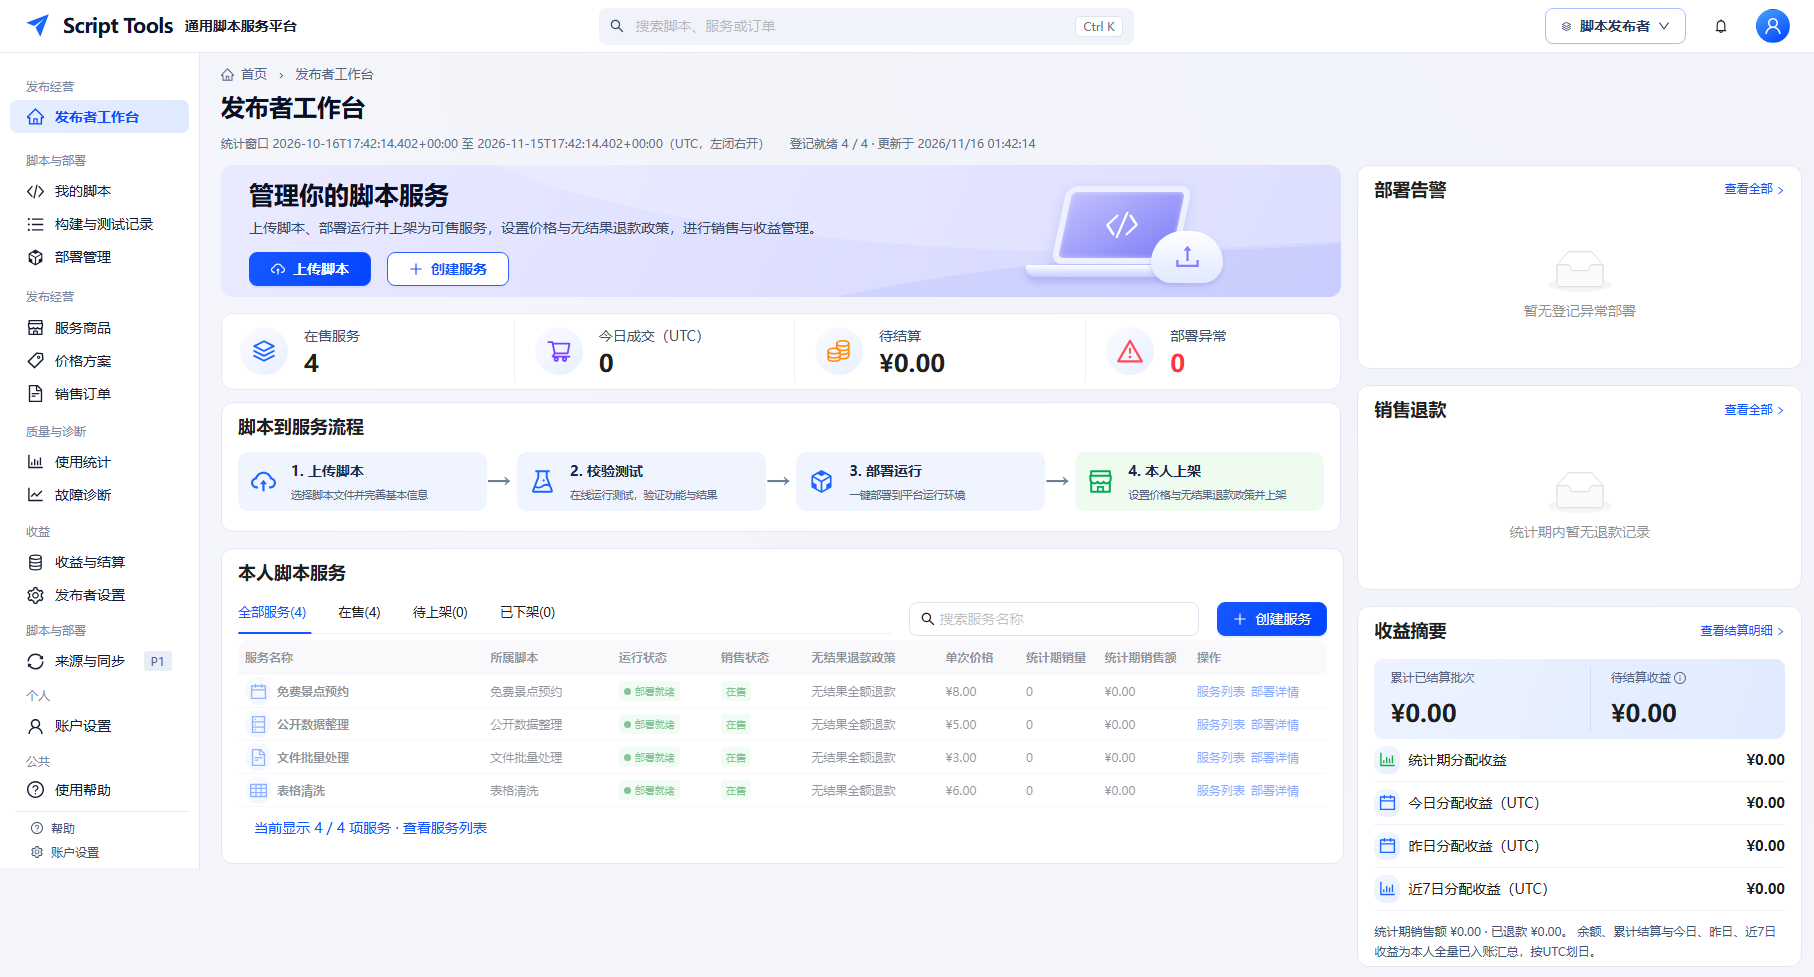 Script Tools 通用脚本服务平台
搜索脚本、服务或订单
Ctrl K
脚本发布者
发布经营
发布者工作台
脚本与部署
我的脚本
构建与测试记录
部署管理
发布经营
服务商品
价格方案
销售订单
质量与诊断
使用统计
故障诊断
收益
收益与结算
发布者设置
脚本与部署
来源与同步 P1
个人
账户设置
公共
使用帮助
帮助
账户设置
首页 › 发布者工作台
发布者工作台
统计窗口 2026-10-16T17:42:14.402+00:00 至 2026-11-15T17:42:14.402+00:00（UTC，左闭右开） 登记就绪 4 / 4 · 更新于 2026/11/16 01:42:14
管理你的脚本服务
上传脚本、部署运行并上架为可售服务，设置价格与无结果退款政策，进行销售与收益管理。
上传脚本
创建服务
在售服务
4
今日成交（UTC）
0
待结算
¥0.00
部署异常
0
脚本到服务流程
1. 上传脚本
选择脚本文件并完善基本信息
2. 校验测试
在线运行测试，验证功能与结果
3. 部署运行
一键部署到平台运行环境
4. 本人上架
设置价格与无结果退款政策并上架
本人脚本服务
全部服务(4) 在售(4) 待上架(0) 已下架(0)
搜索服务名称
创建服务
服务名称 所属脚本 运行状态 销售状态 无结果退款政策 单次价格 统计期销量 统计期销售额 操作
免费景点预约 免费景点预约 部署就绪 在售 无结果全额退款 ¥8.00 0 ¥0.00 服务列表 部署详情
公开数据整理 公开数据整理 部署就绪 在售 无结果全额退款 ¥5.00 0 ¥0.00 服务列表 部署详情
文件批量处理 文件批量处理 部署就绪 在售 无结果全额退款 ¥3.00 0 ¥0.00 服务列表 部署详情
表格清洗 表格清洗 部署就绪 在售 无结果全额退款 ¥6.00 0 ¥0.00 服务列表 部署详情
当前显示 4 / 4 项服务 · 查看服务列表
部署告警
查看全部 >
暂无登记异常部署
销售退款
查看全部 >
统计期内暂无退款记录
收益摘要
查看结算明细 >
累计已结算批次
¥0.00
待结算收益
¥0.00
统计期分配收益 ¥0.00
今日分配收益（UTC） ¥0.00
昨日分配收益（UTC） ¥0.00
近7日分配收益（UTC） ¥0.00
统计期销售额 ¥0.00 · 已退款 ¥0.00。 余额、累计结算与今日、昨日、近7日
收益为本人全量已入账汇总，按UTC划日。